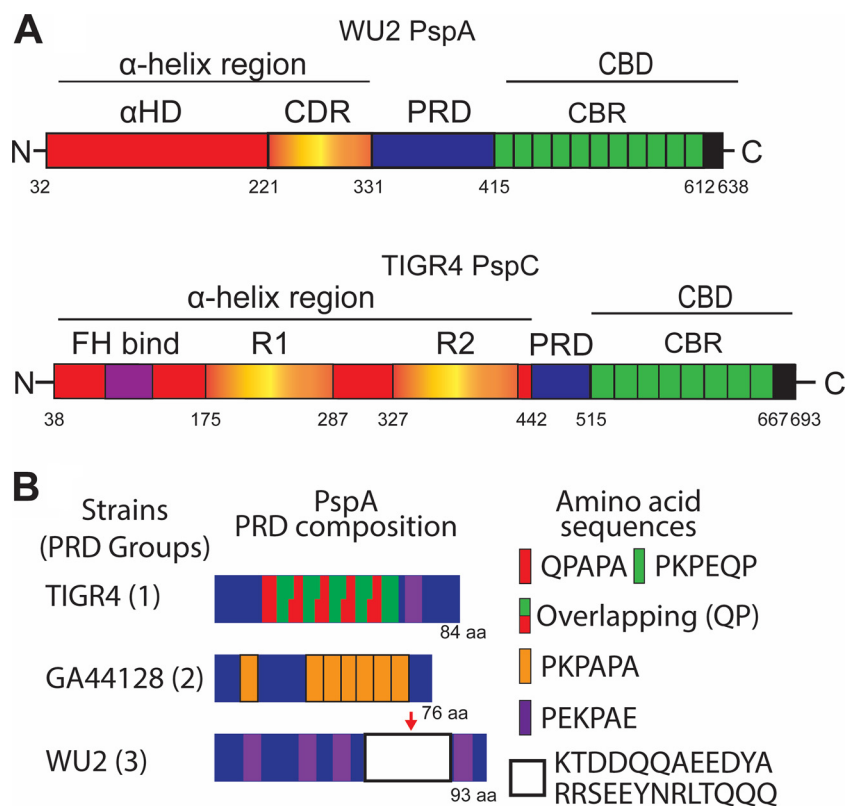 A
WU2 PspA
α-helix region
CBD
αHD CDR PRD CBR
N C
32 221 331 415 612 638
TIGR4 PspC
α-helix region
CBD
FH bind R1 R2 PRD CBR
N C
38 175 287 327 442 515 667 693
B
Strains
(PRD Groups)
PspA
PRD composition
Amino acid
sequences
TIGR4 (1)
84 aa
GA44128 (2)
76 aa
WU2 (3)
93 aa
QPAPA PKPEQP
Overlapping (QP)
PKPAPA
PEKPAE
KTDDQQAEEDYA
RRSEEYNRLTQQQ